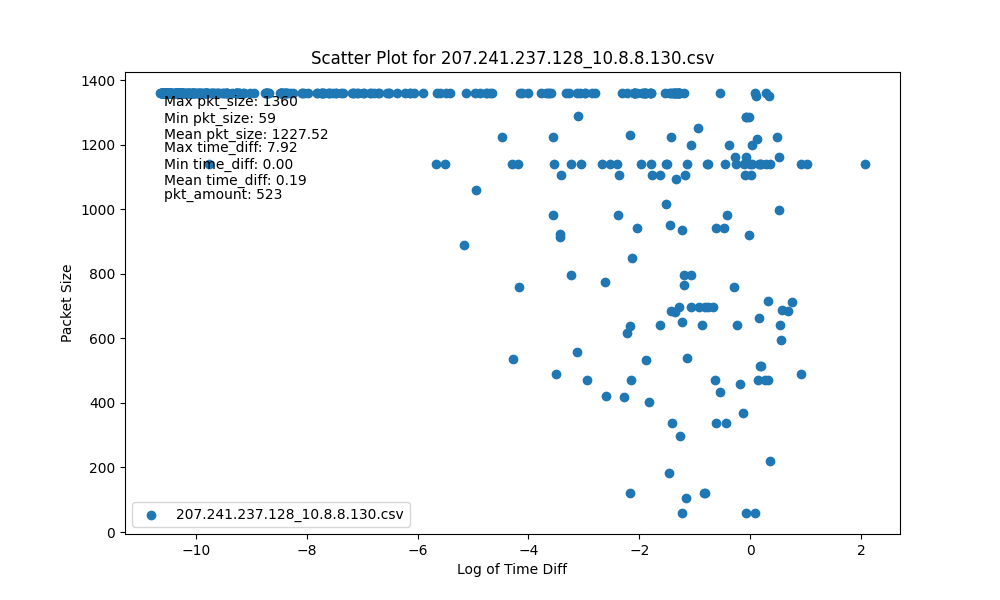 Scatter Plot for 207.241.237.128_10.8.8.130.csv
1400
1200
1000
800
600
400
200
0
Packet Size
Max pkt_size: 1360
Min pkt_size: 59
Mean pkt_size: 1227.52
Max time_diff: 7.92
Min time_diff: 0.00
Mean time_diff: 0.19
pkt_amount: 523
207.241.237.128_10.8.8.130.csv
−10 −8 −6 −4 −2 0 2
Log of Time Diff